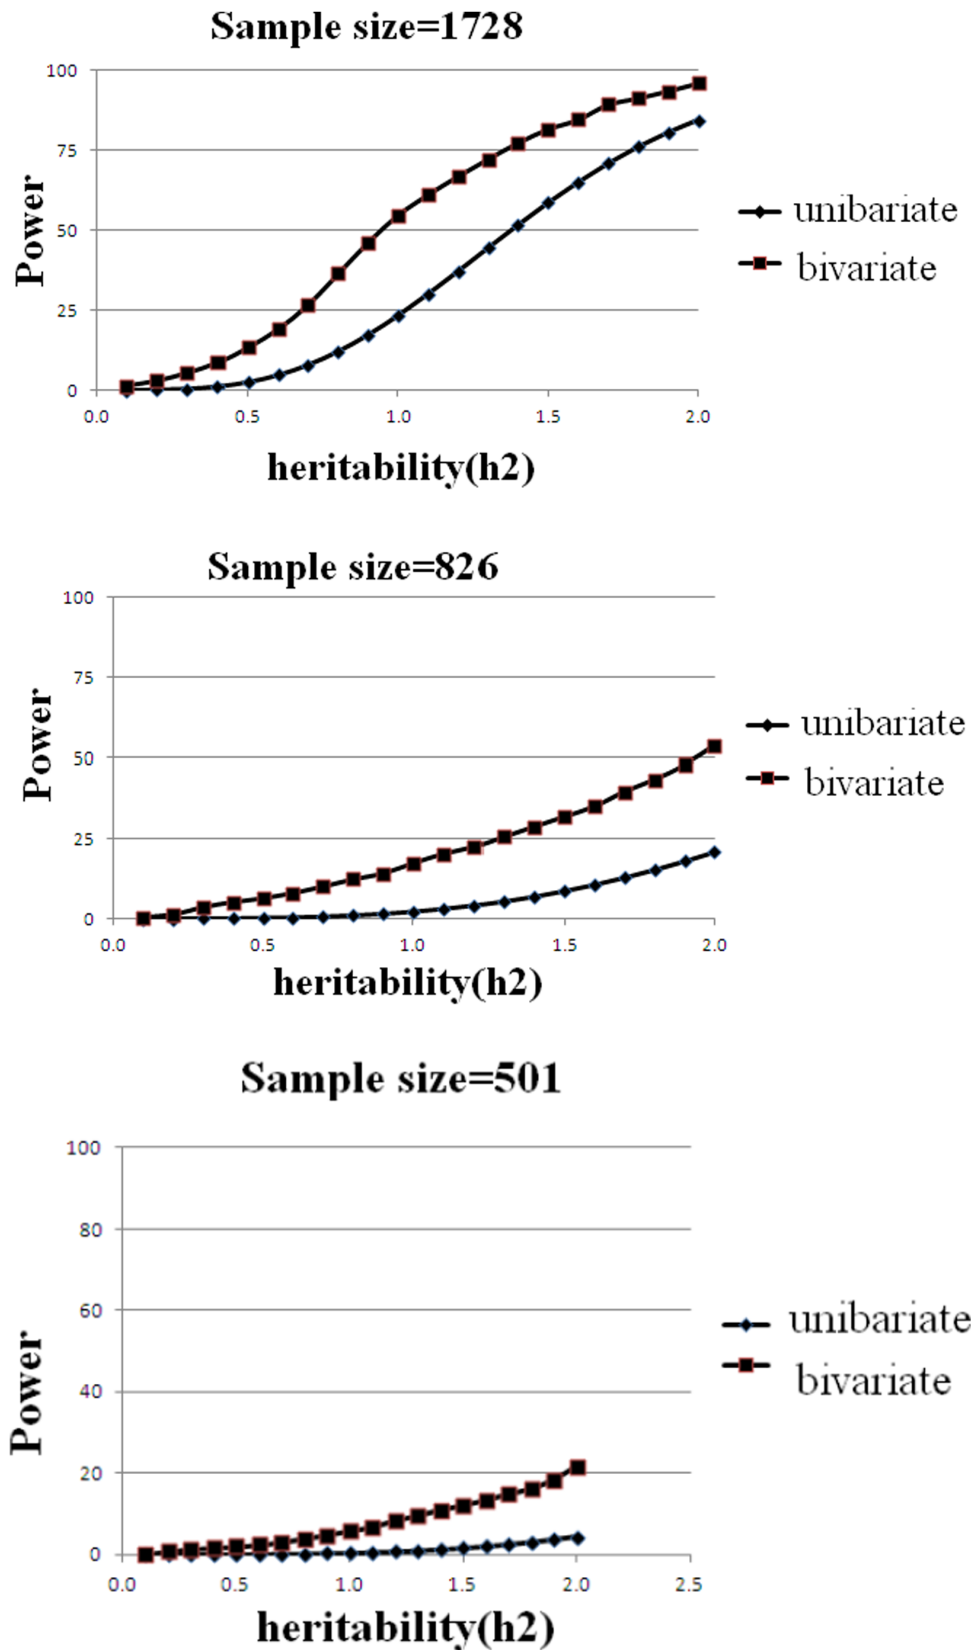 Sample size=1728
100
75
50
25
0
Power
0.0 0.5 1.0 1.5 2.0
heritability(h2)
unibariate
bivariate
Sample size=826
100
75
50
25
0
Power
0.0 0.5 1.0 1.5 2.0
heritability(h2)
unibariate
bivariate
Sample size=501
100
80
60
40
20
0
Power
0.0 0.5 1.0 1.5 2.0 2.5
heritability(h2)
unibariate
bivariate